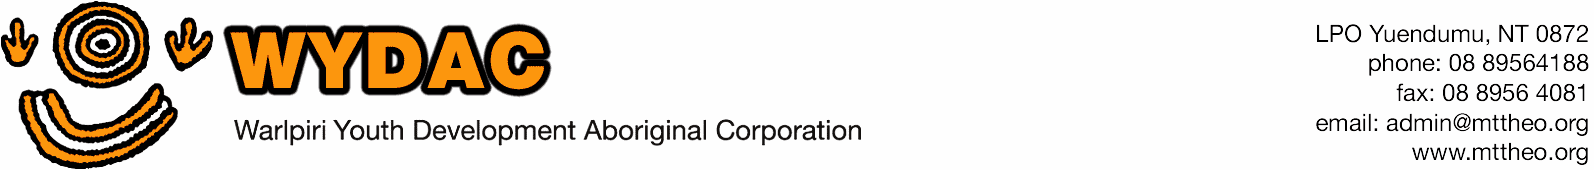 WYDAC
Warlpiri Youth Development Aboriginal Corporation
LPO Yuendumu, NT 0872
phone: 08 89564188
fax: 08 8956 4081
email: admin@mttheo.org
www.mttheo.org